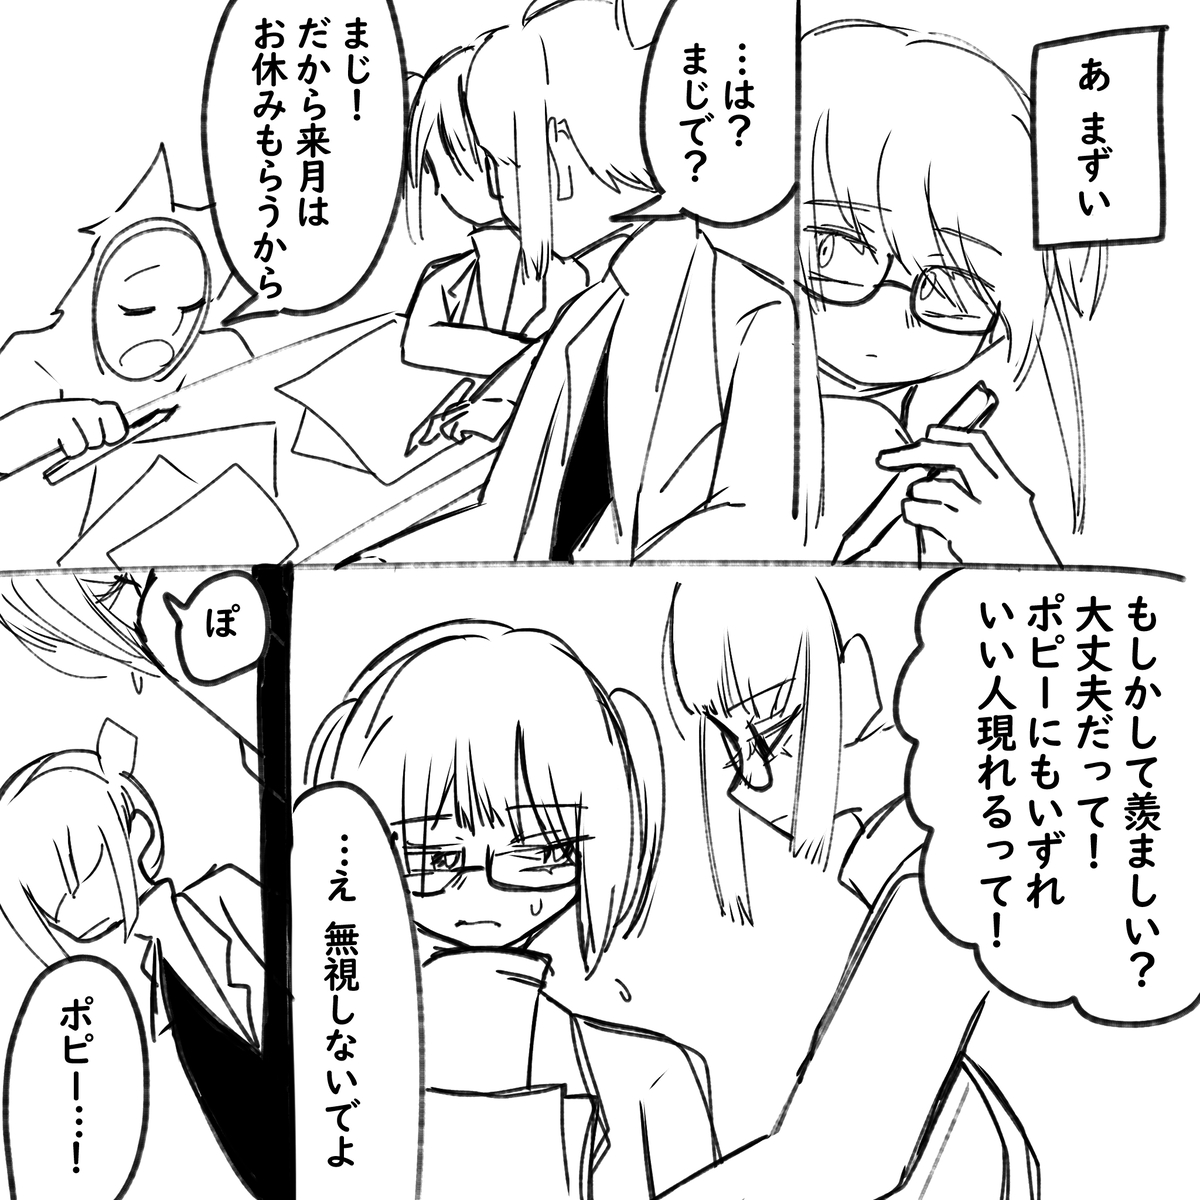 あ まずい
…は?
まじで?
まじ!
だから来月は
お休みもらうから
もしかして羨ましい?
大丈夫だって!
ポピーにもいずれ
いい人現れるって!
…え 無視しないでよ
ぽ
ポピー…!